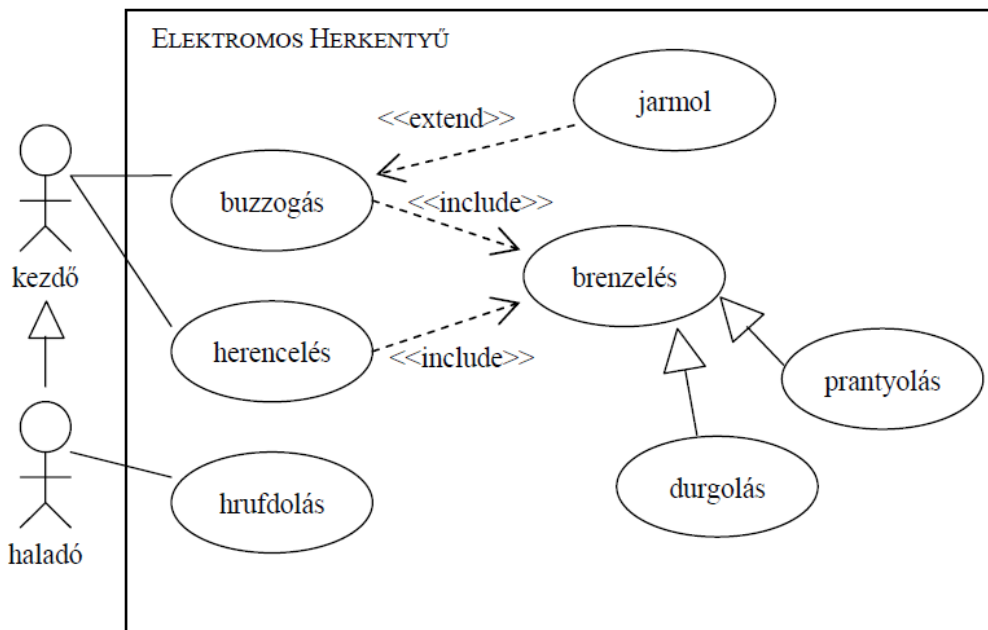 ELEKTROMOS HERKENTYŰ
jarmol
<<extend>>
buzzogás
<<include>>
kezdő
brenzelés
herencelés
<<include>>
prantyolás
durgolás
hrufdolás
haladó